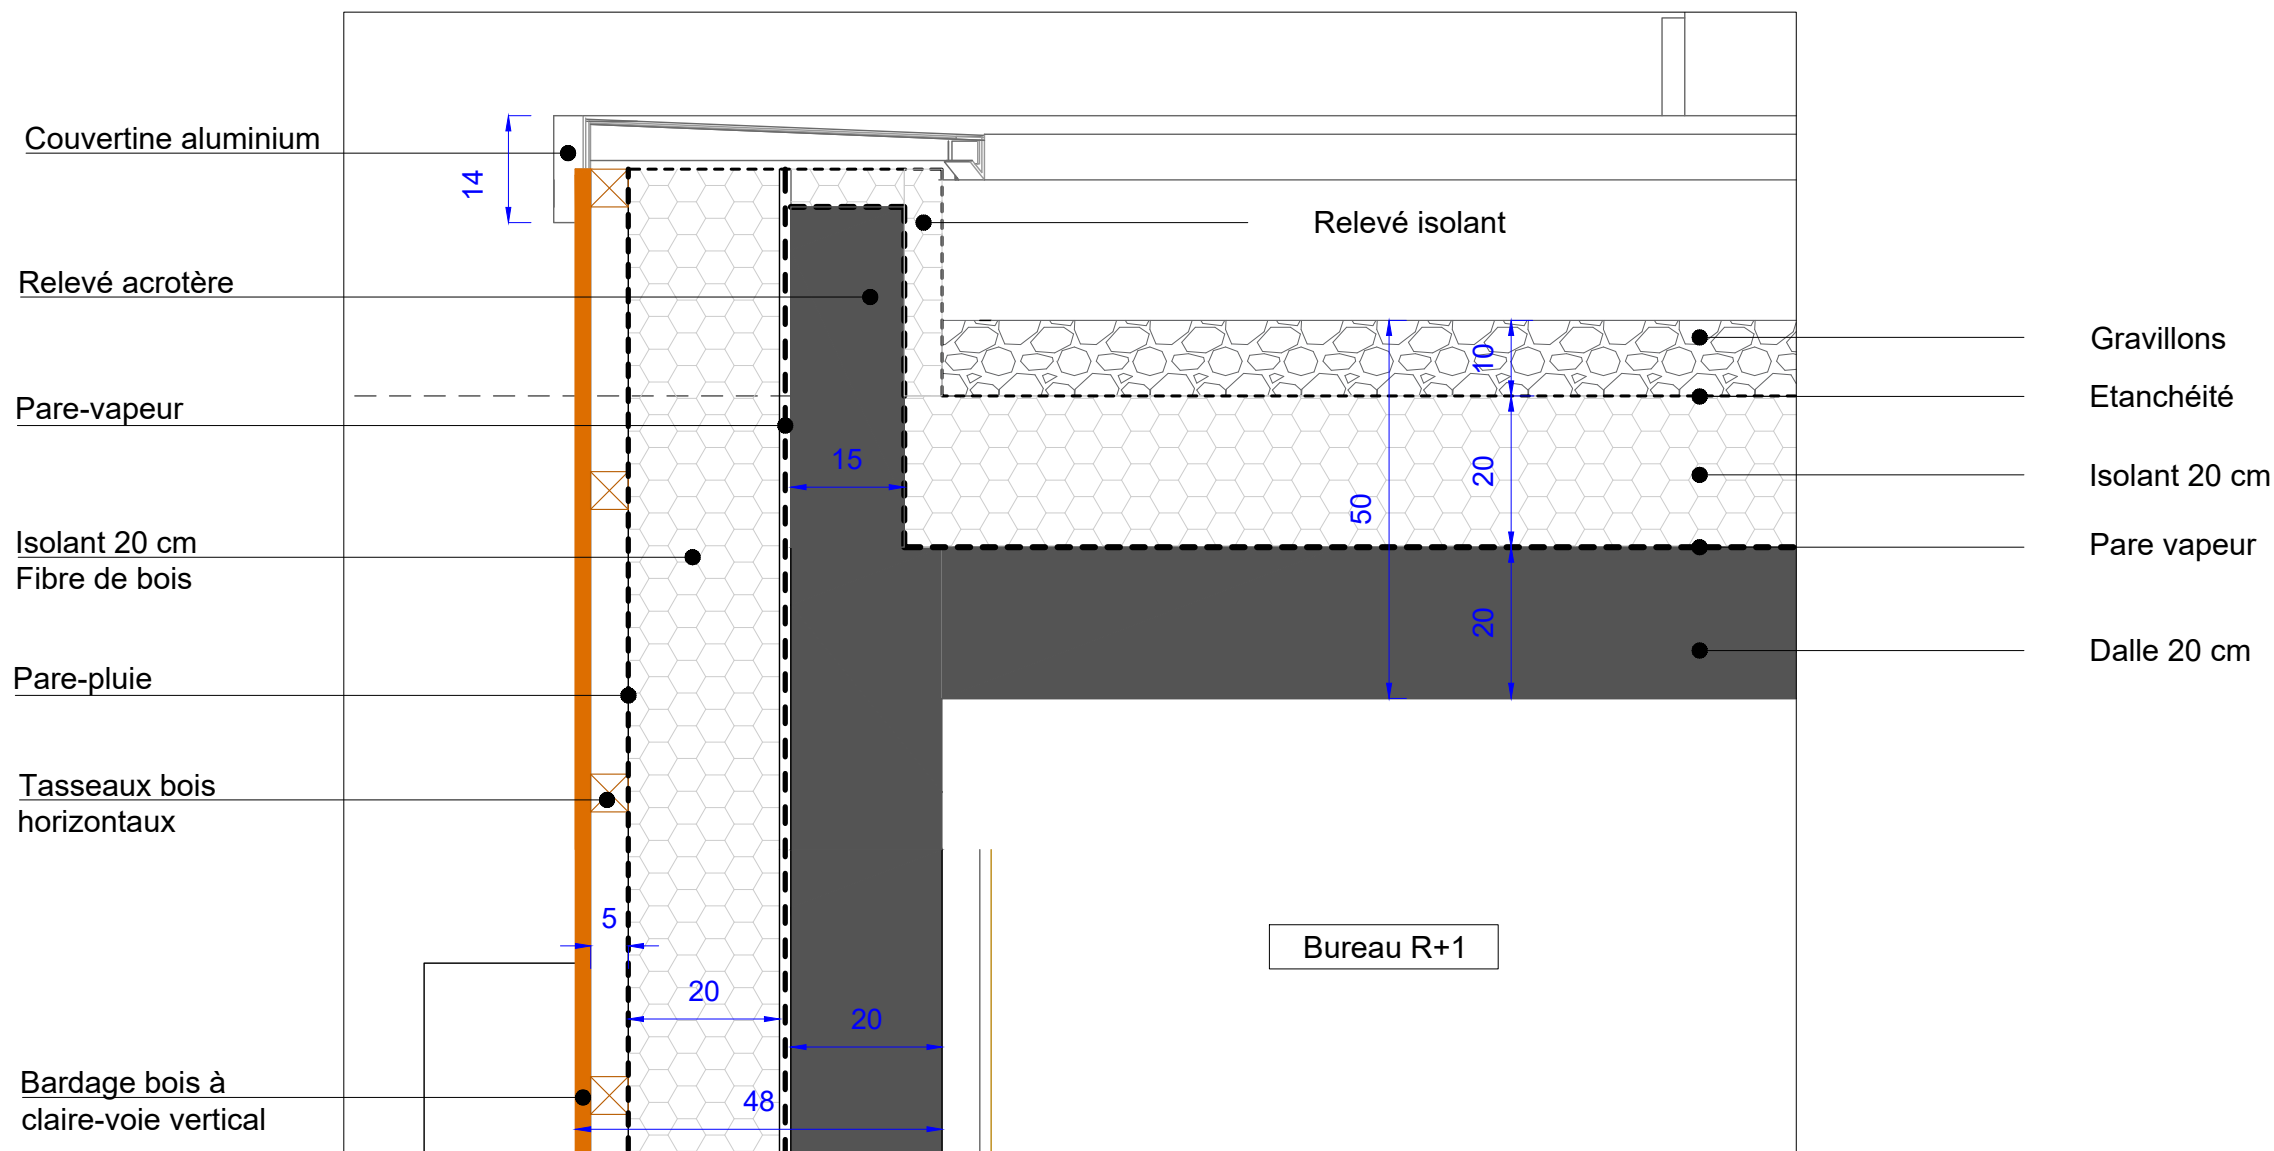 Couvertine aluminium
14
Relevé isolant
Relevé acrotère
Gravillons
10
Etanchéité
Pare-vapeur
15
20
Isolant 20 cm
50
Isolant 20 cm
Fibre de bois
Pare vapeur
20
Dalle 20 cm
Pare-pluie
Tasseaux bois
horizontaux
5
Bureau R+1
20
20
Bardage bois à
claire-voie vertical
48